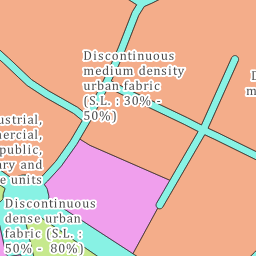 Discontinuous
medium density
urban fabric
(S.L. : 30% -
50%)
D
m
ustrial,
mercial,
public,
ary and
e units
Discontinuous
dense urban
fabric (S.L. :
50% - 80%)